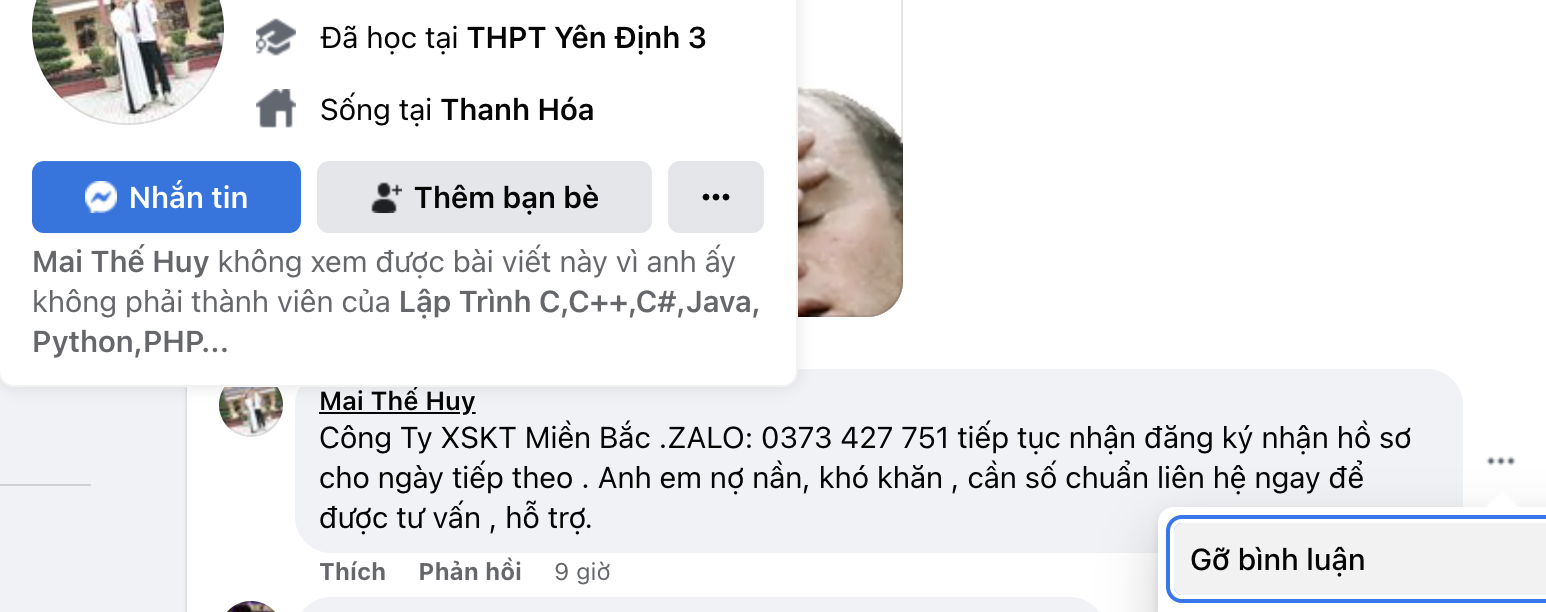 Đã học tại THPT Yên Định 3
Sống tại Thanh Hóa
Nhắn tin
Thêm bạn bè
Mai Thế Huy không xem được bài viết này vì anh ấy
không phải thành viên của Lập Trình C,C++,C#,Java,
Python,PHP...
Mai Thế Huy
Công Ty XSKT Miền Bắc .ZALO: 0373 427 751 tiếp tục nhận đăng ký nhận hồ sơ
cho ngày tiếp theo . Anh em nợ nần, khó khăn , cần số chuẩn liên hệ ngay để
được tư vấn , hỗ trợ.
Thích Phản hồi 9 giờ
Gỡ bình luận